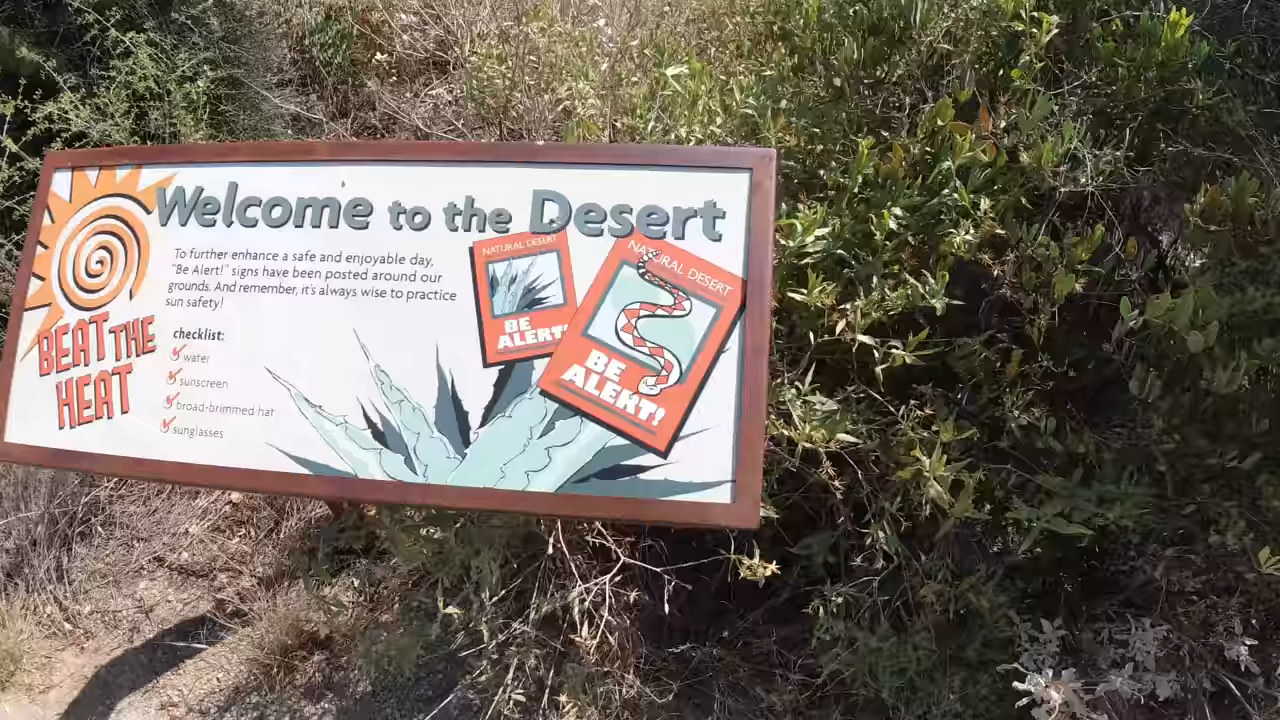 Welcome to the Desert
To further enhance a safe and enjoyable day,
"Be Alert!" signs have been posted around our
grounds. And remember, it's always wise to practice
sun safety!
BEAT THE
HEAT
checklist:
water
sunscreen
broad-brimmed hat
sunglasses
NATURAL DESERT
BE
ALERT!
NATURAL DESERT
BE
ALERT!